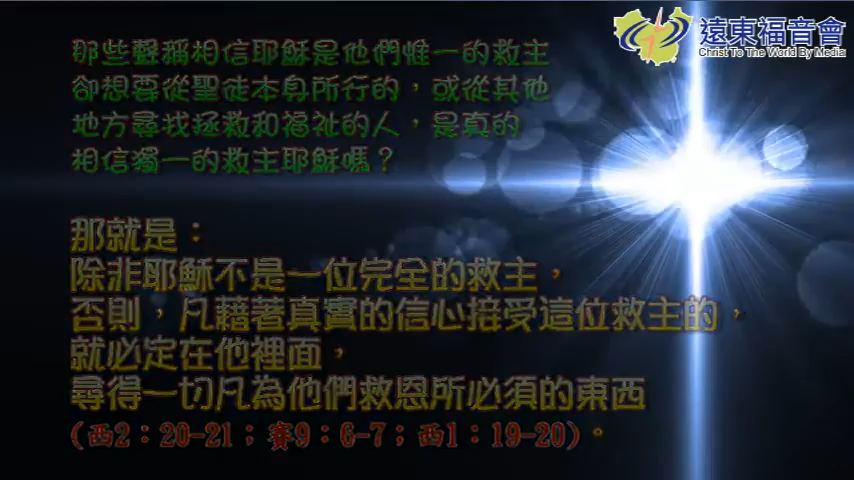 遠東福音會
Christ To The World By Media
那些聲稱相信耶穌是他們惟一的救主
卻想要從聖徒本身所行的，或從其他
地方尋找拯救和福祉的人，是真的
相信獨一的救主耶穌嗎？
那就是：
除非耶穌不是一位完全的救主，
否則，凡藉著真實的信心接受這位救主的，
就必定在他裡面，
尋得一切凡為他們救恩所必須的東西
(西2：20-21；賽9：6-7；西1：19-20)。